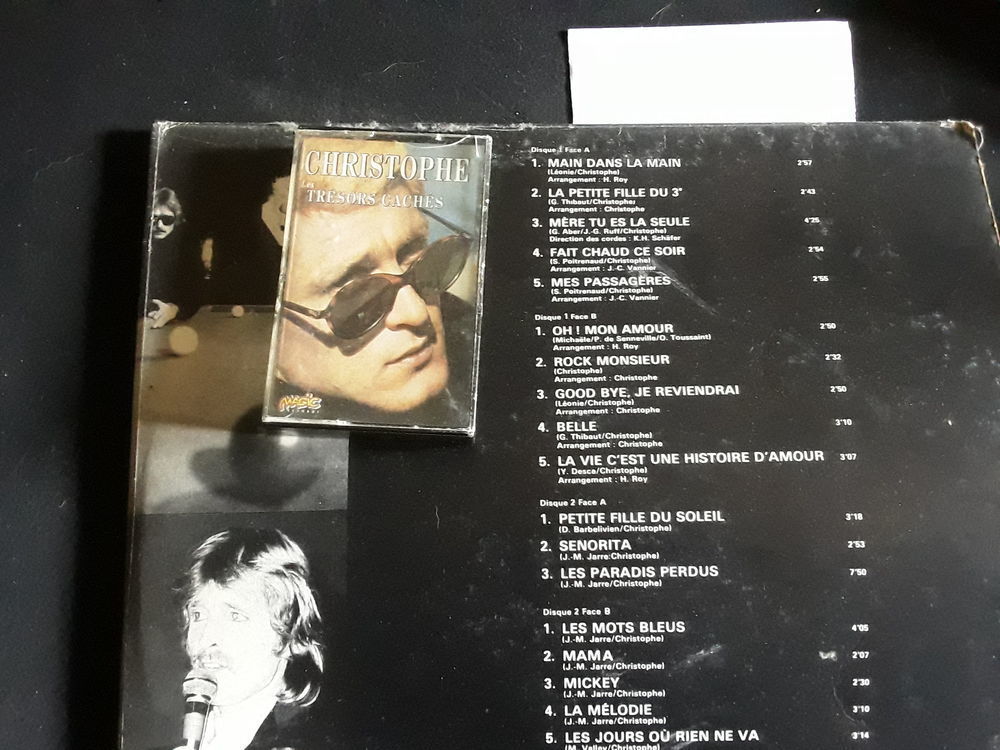 CHRISTOPHE
Les
TRÉSORS CACHÉS
MAGIC
Disque 1 Face A
1. MAIN DANS LA MAIN 2'57
(Léonie/Christophe)
Arrangement : H. Roy
2. LA PETITE FILLE DU 3° 2'43
(G. Thibaut/Christophe)
Arrangement : Christophe
3. MÈRE TU ES LA SEULE 4'25
(G. Aber/J.-G. Ruff/Christophe)
Direction des cordes : K.H. Schäfer
4. FAIT CHAUD CE SOIR 2'54
(S. Poitrenaud/Christophe)
Arrangement : J.-C. Vannier
5. MES PASSAGÈRES 2'55
(S. Poitrenaud/Christophe)
Arrangement : J.-C. Vannier
Disque 1 Face B
1. OH ! MON AMOUR 2'50
(Michaële/P. de Senneville/O. Toussaint)
Arrangement : H. Roy
2. ROCK MONSIEUR 2'32
(Christophe)
Arrangement : Christophe
3. GOOD BYE, JE REVIENDRAI 2'50
(Léonie/Christophe)
Arrangement : Christophe
4. BELLE 3'10
(G. Thibaut/Christophe)
Arrangement : Christophe
5. LA VIE C'EST UNE HISTOIRE D'AMOUR 3'07
(Y. Desca/Christophe)
Arrangement : H. Roy
Disque 2 Face A
1. PETITE FILLE DU SOLEIL 3'18
(D. Barbelivien/Christophe)
2. SENORITA 2'53
(J.-M. Jarre/Christophe)
3. LES PARADIS PERDUS 7'50
(J.-M. Jarre/Christophe)
Disque 2 Face B
1. LES MOTS BLEUS 4'05
(J.-M. Jarre/Christophe)
2. MAMA 2'07
(J.-M. Jarre/Christophe)
3. MICKEY 2'30
(J.-M. Jarre/Christophe)
4. LA MÉLODIE 3'10
(J.-M. Jarre/Christophe)
5. LES JOURS OÙ RIEN NE VA 3'14
(M. Valley/Christophe)